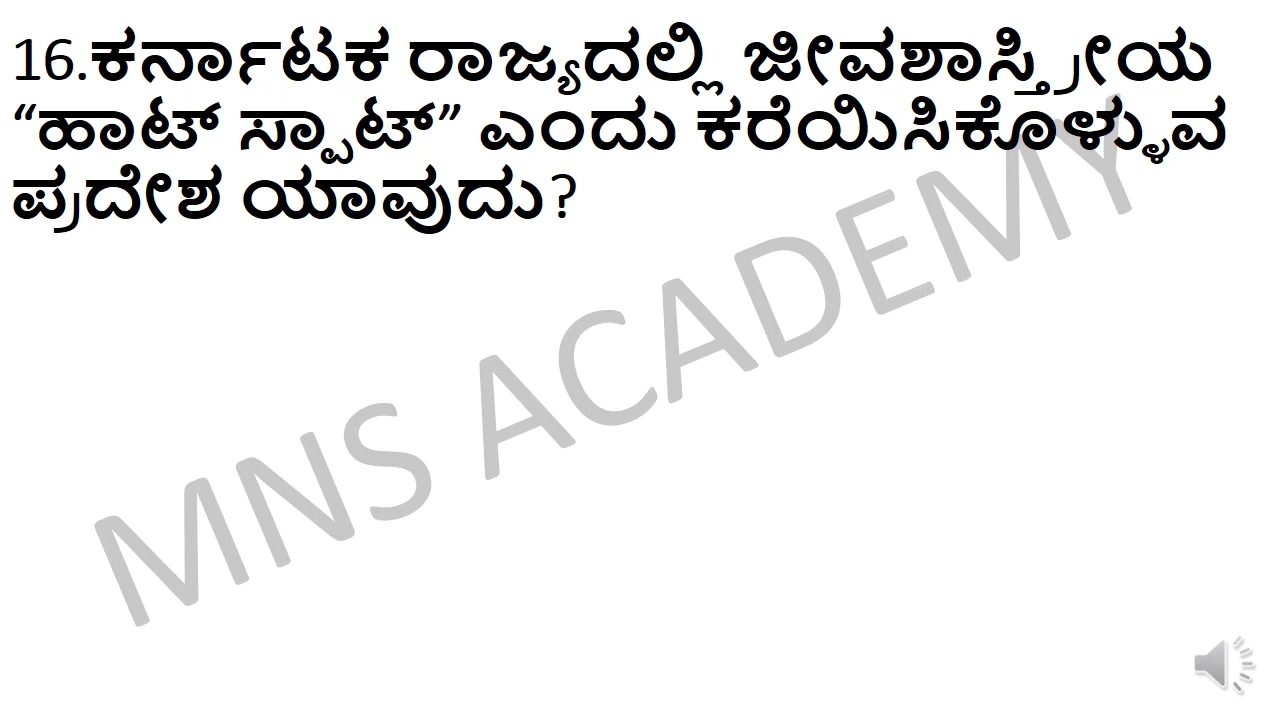 16.ಕರ್ನಾಟಕ ರಾಜ್ಯದಲ್ಲಿ ಜೀವಶಾಸ್ತ್ರೀಯ
“ಹಾಟ್ ಸ್ಪಾಟ್” ಎಂದು ಕರೆಯಿಸಿಕೊಳ್ಳುವ
ಪ್ರದೇಶ ಯಾವುದು?
MNS ACADEMY